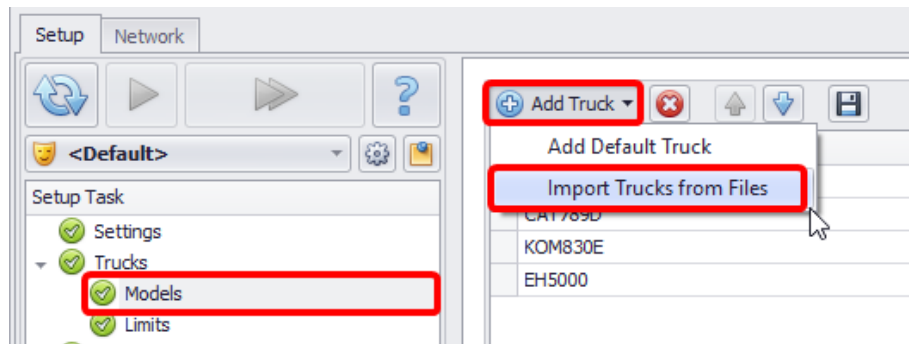 Setup
Network
<Default>
Setup Task
Settings
Trucks
Models
Limits
Add Truck
Add Default Truck
Import Trucks from Files
CAT789D
KOM830E
EH5000